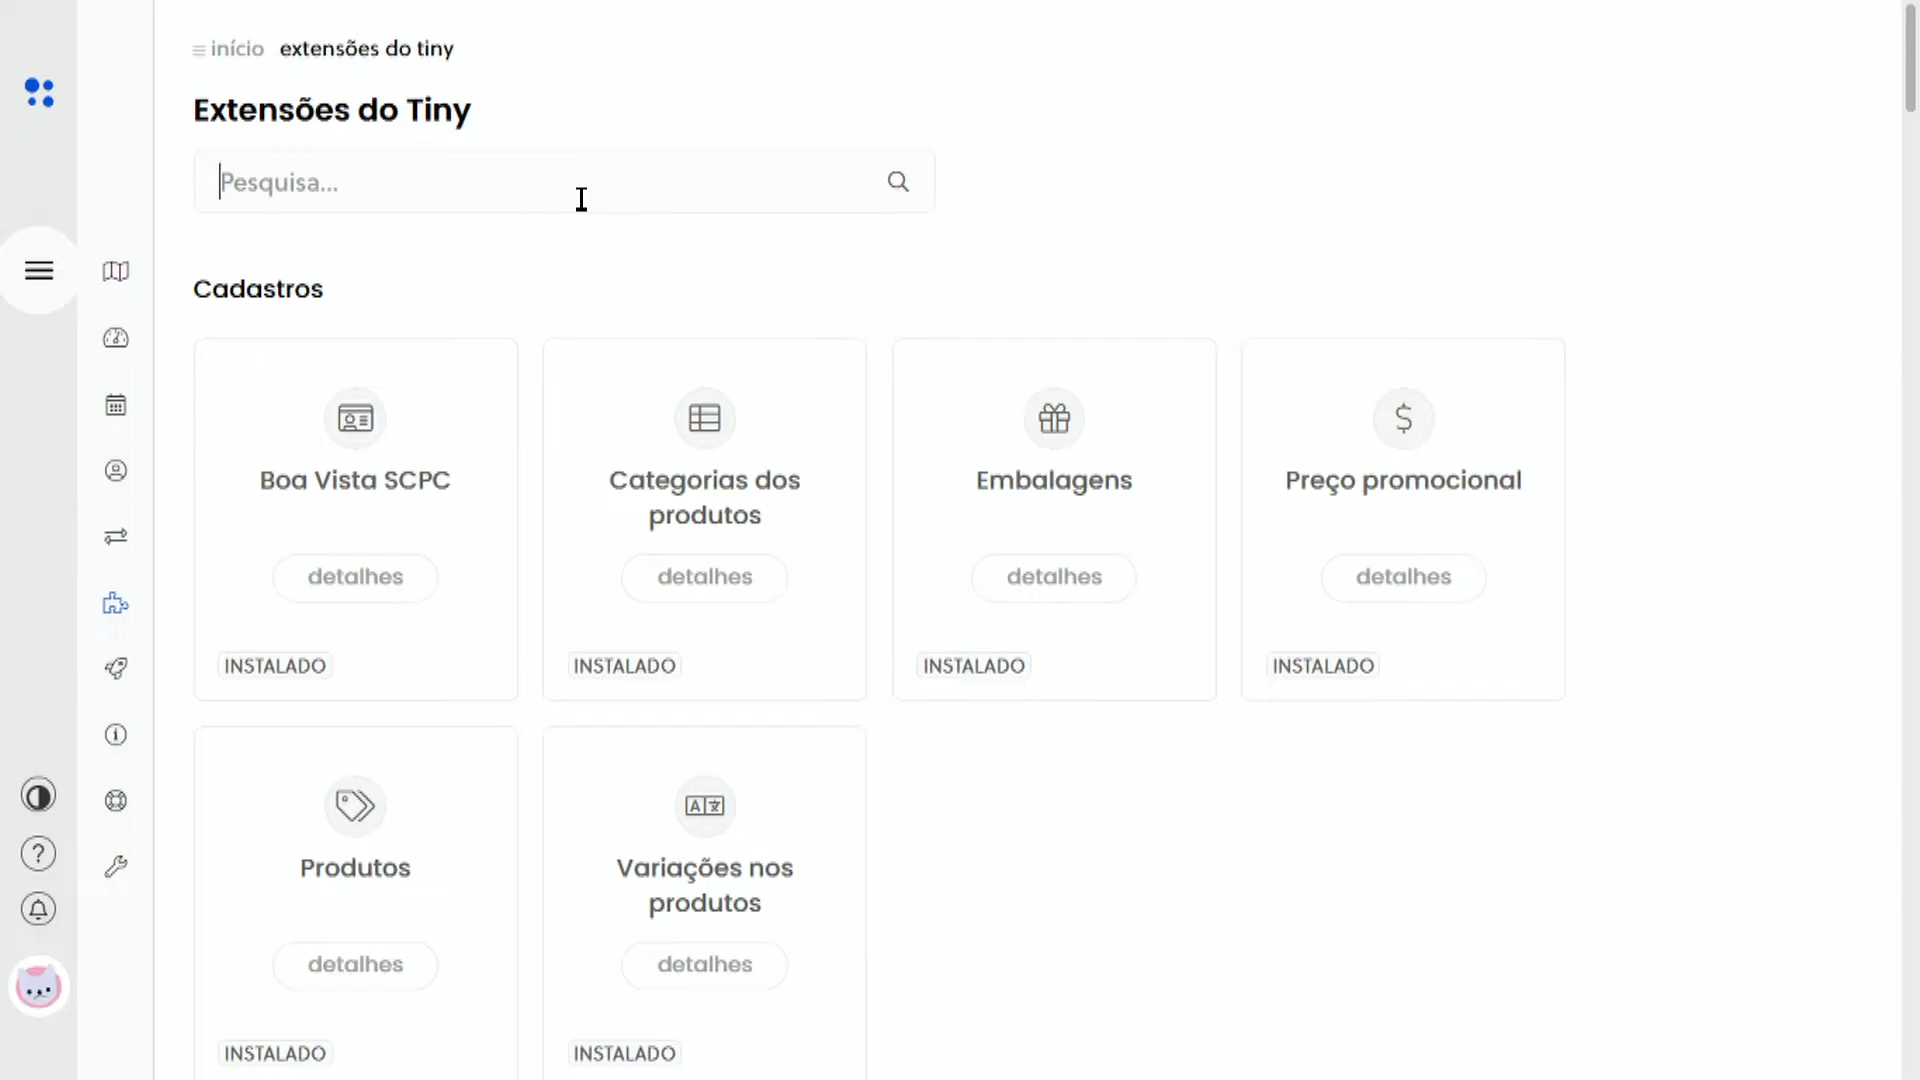 início extensões do tiny
Extensões do Tiny
Pesquisa...
Cadastros
Boa Vista SCPC
detalhes
INSTALADO
Categorias dos
produtos
detalhes
INSTALADO
Embalagens
detalhes
INSTALADO
Preço promocional
detalhes
INSTALADO
Produtos
detalhes
INSTALADO
Variações nos
produtos
detalhes
INSTALADO